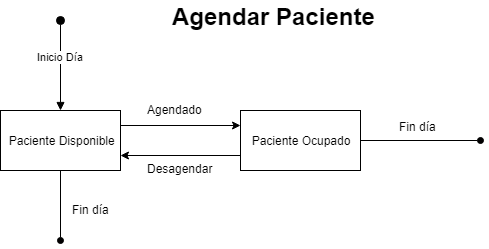 Agendar Paciente
Inicio Día
Agendado
Paciente Disponible
Paciente Ocupado
Fin día
Desagendar
Fin día